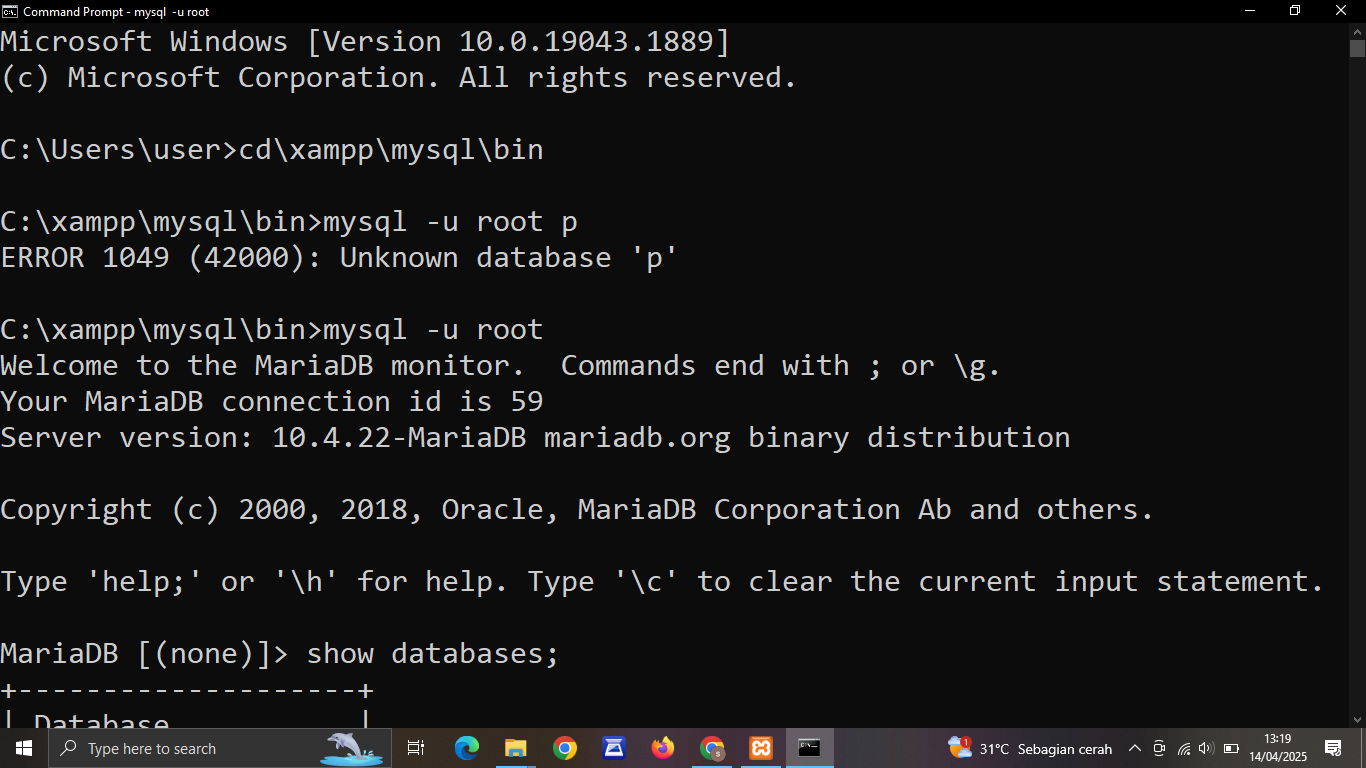 Command Prompt - mysql -u root
Microsoft Windows [Version 10.0.19043.1889]
(c) Microsoft Corporation. All rights reserved.
C:\Users\user>cd\xampp\mysql\bin
C:\xampp\mysql\bin>mysql -u root p
ERROR 1049 (42000): Unknown database 'p'
C:\xampp\mysql\bin>mysql -u root
Welcome to the MariaDB monitor.  Commands end with ; or \g.
Your MariaDB connection id is 59
Server version: 10.4.22-MariaDB mariadb.org binary distribution
Copyright (c) 2000, 2018, Oracle, MariaDB Corporation Ab and others.
Type 'help;' or '\h' for help. Type '\c' to clear the current input statement.
MariaDB [(none)]> show databases;
+--------------------+
| Database           |
Type here to search
1
31°C Sebagian cerah
13:19
14/04/2025